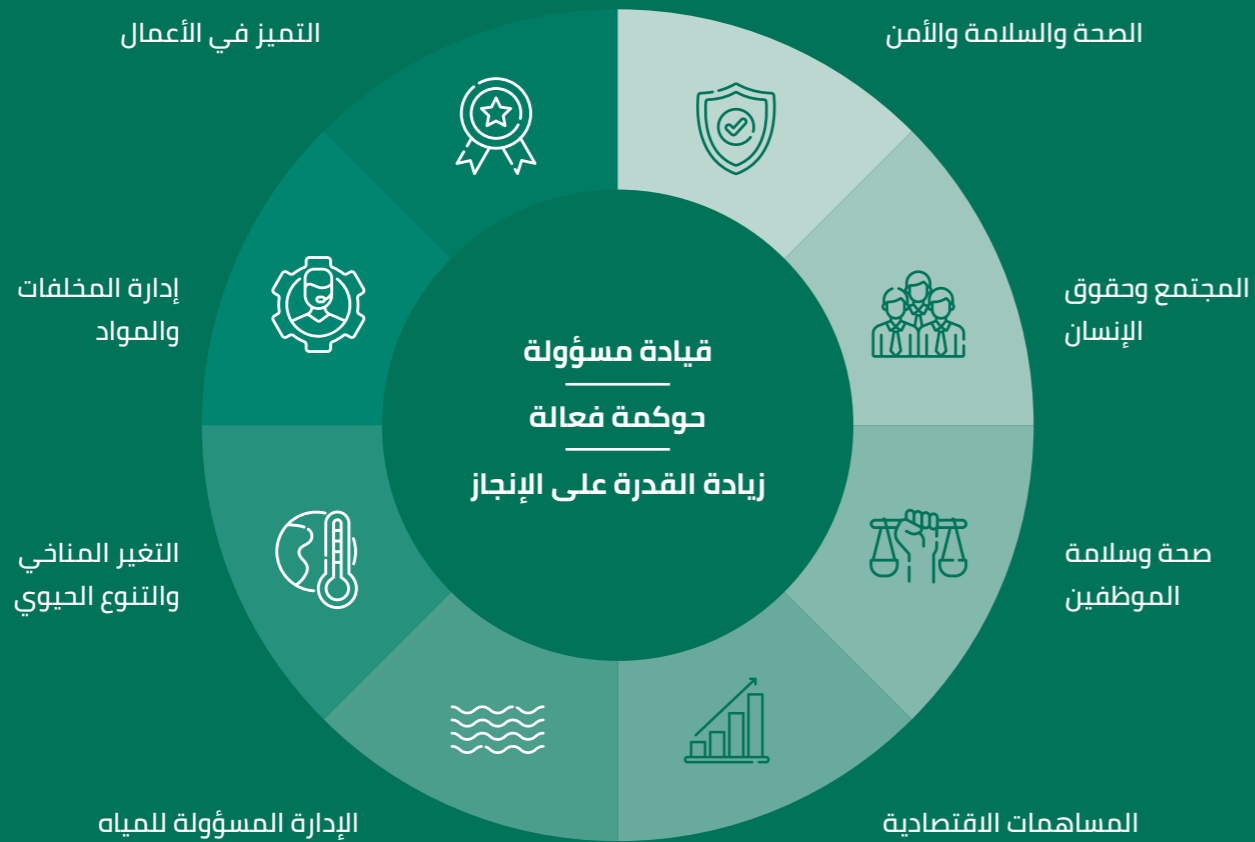 الصحة والسلامة والأمن
التميز في الأعمال
المجتمع وحقوق
الإنسان
إدارة المخلفات
والمواد
قيادة مسؤولة
حوكمة فعالة
زيادة القدرة على الإنجاز
صحة وسلامة
الموظفين
التغير المناخي
والتنوع الحيوي
المساهمات الاقتصادية
الإدارة المسؤولة للمياه